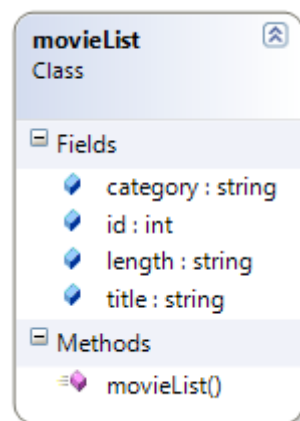 movieList
Class
Fields
category : string
id : int
length : string
title : string
Methods
movieList()